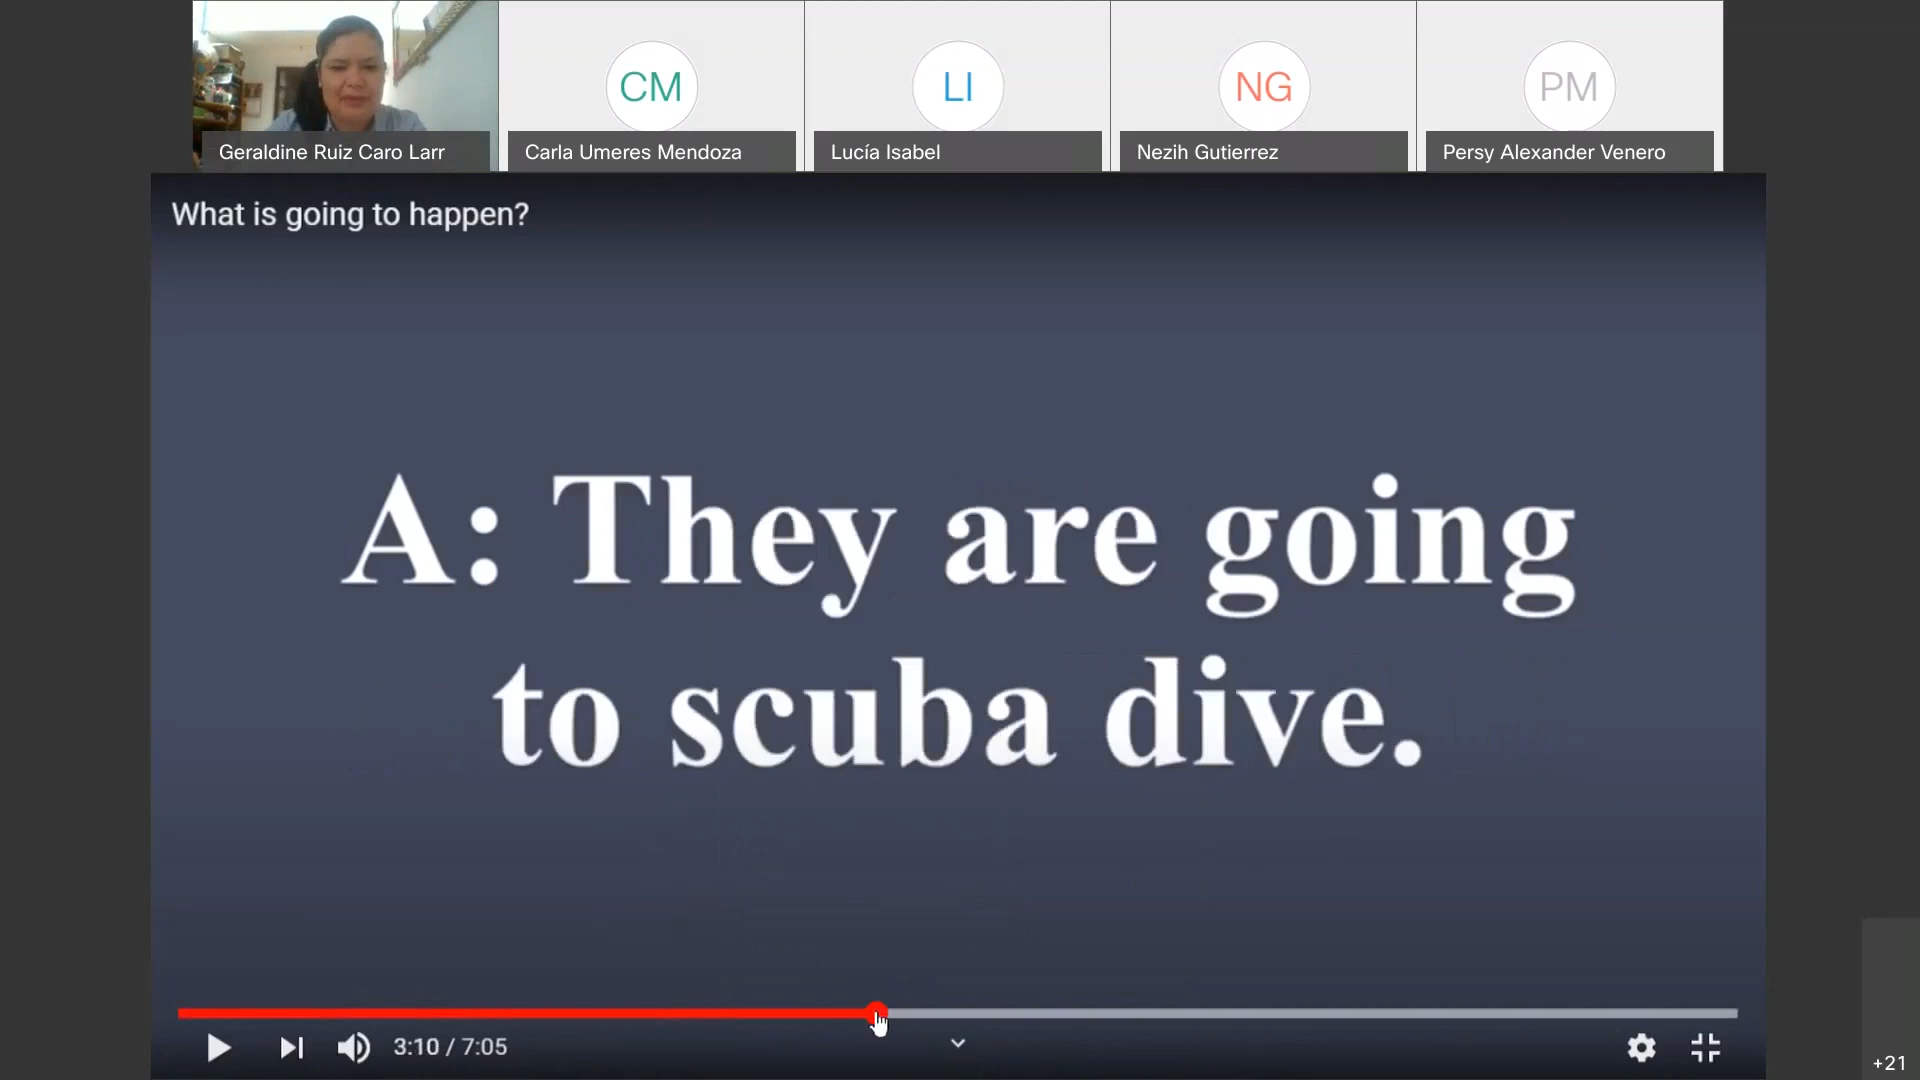 CM
LI
NG
PM
Geraldine Ruiz Caro Larr
Carla Umeres Mendoza
Lucía Isabel
Nezih Gutierrez
Persy Alexander Venero
What is going to happen?
A: They are going
to scuba dive.
3:10 / 7:05
+21